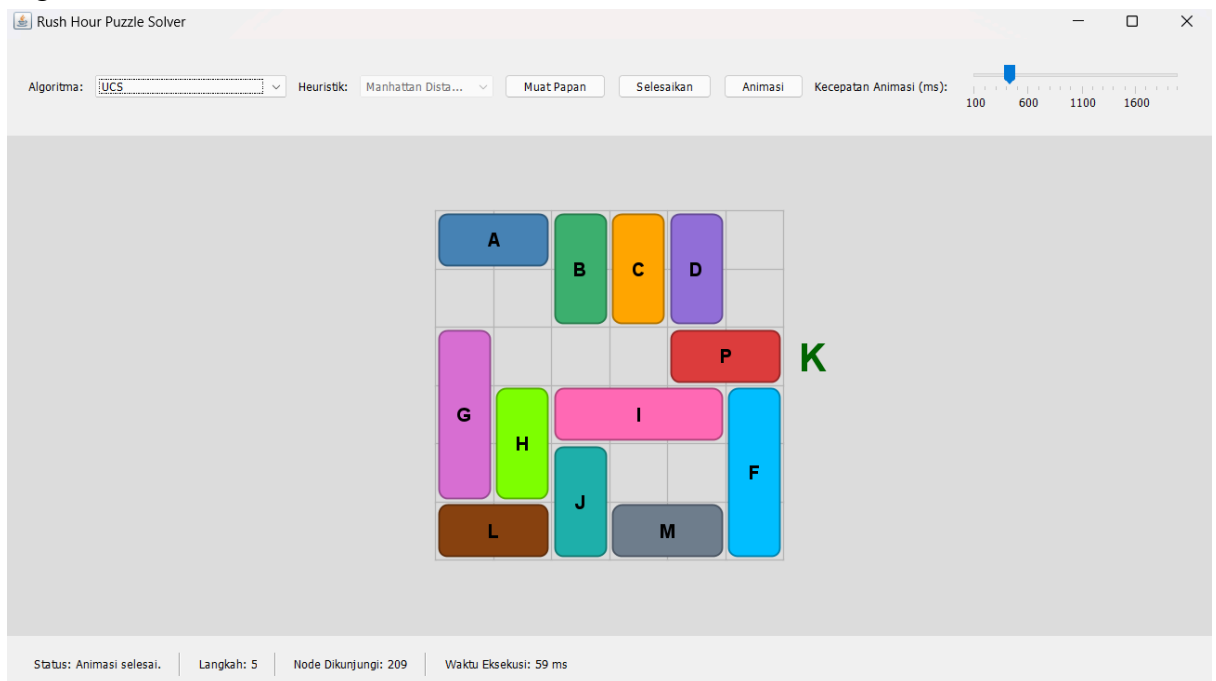 Rush Hour Puzzle Solver
Algoritma: UCS Heuristik: Manhattan Dista... Muat Papan Selesaikan Animasi Kecepatan Animasi (ms):
100 600 1100 1600
A B C D
P K
G H I
J F
L M
Status: Animasi selesai. Langkah: 5 Node Dikunjungi: 209 Waktu Eksekusi: 59 ms